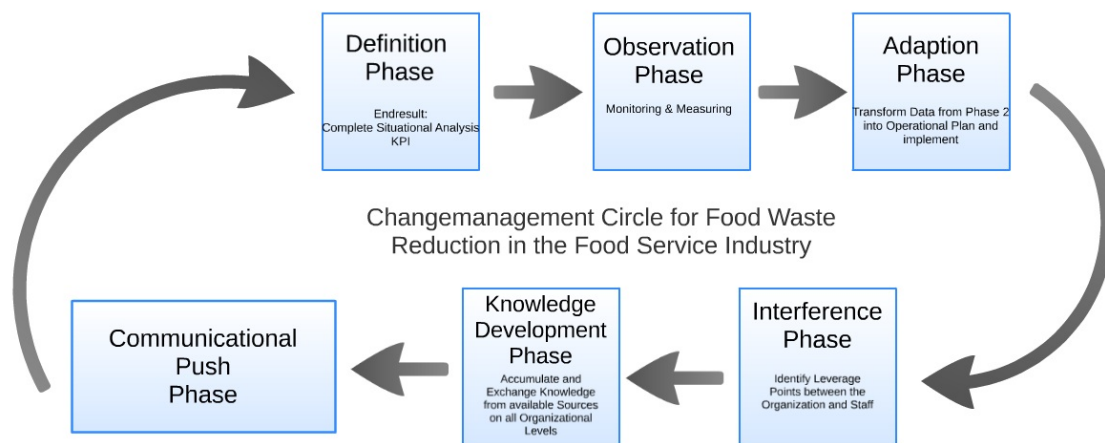 Definition
Phase
Endresult:
Complete Situational Analysis
KPI
Observation
Phase
Monitoring & Measuring
Adaption
Phase
Transform Data from Phase 2
into Operational Plan and
implement
Changemanagement Circle for Food Waste
Reduction in the Food Service Industry
Communicational
Push
Phase
Knowledge
Development
Phase
Accumulate and
Exchange Knowledge
from available Sources
on all Organizational
Levels
Interference
Phase
Identify Leverage
Points between the
Organization and Staff